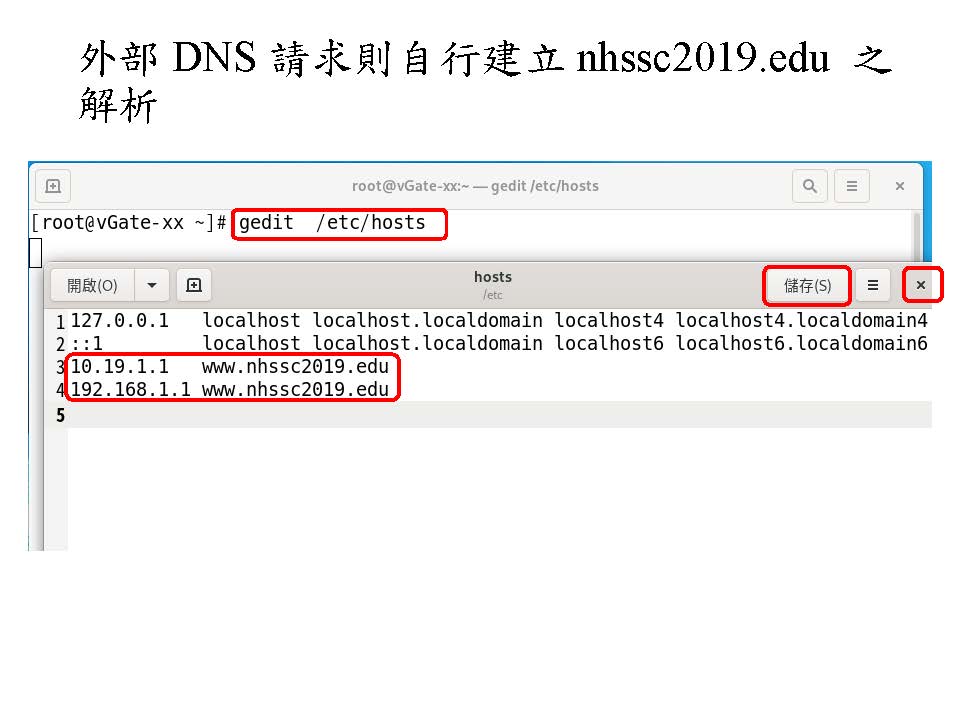 外部 DNS 請求則自行建立 nhssc2019.edu 之
解析
root@vGate-xx:~ — gedit /etc/hosts
[root@vGate-xx ~]# gedit /etc/hosts
開啟(O)
hosts
/etc
儲存(S)
1 127.0.0.1 localhost localhost.localdomain localhost4 localhost4.localdomain4
2 ::1 localhost localhost.localdomain localhost6 localhost6.localdomain6
3 10.19.1.1 www.nhssc2019.edu
4 192.168.1.1 www.nhssc2019.edu
5